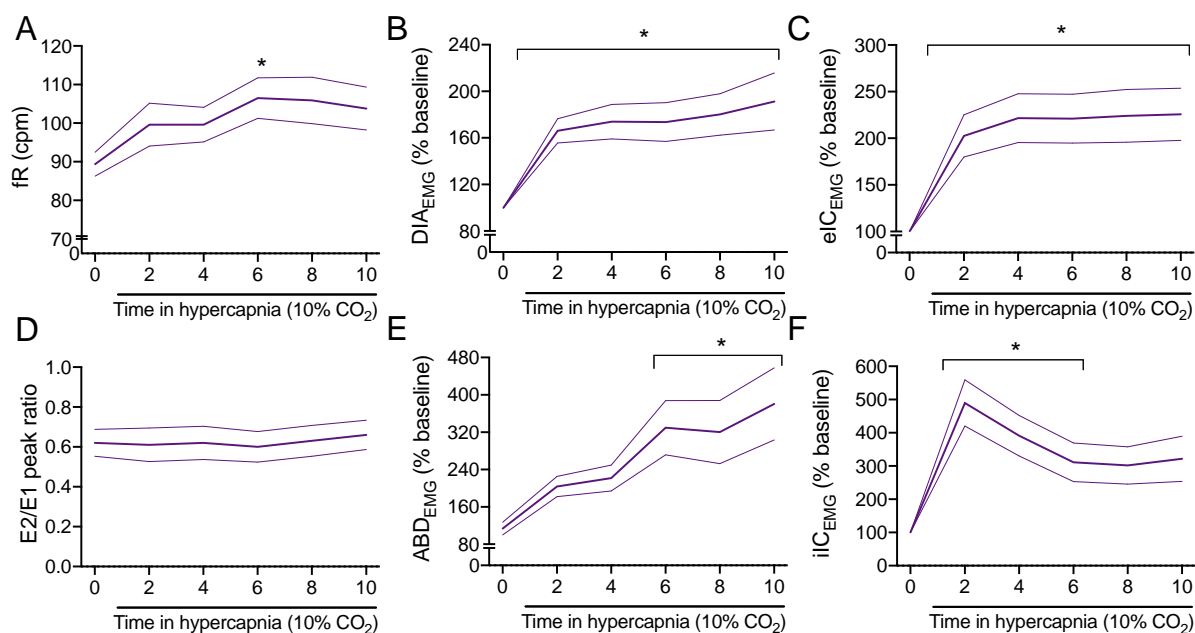 A
fR (cpm)
120
110
100
90
80
70
0
*
0 2 4 6 8 10
Time in hypercapnia (10% CO₂)
B
DIA_EMG (% baseline)
240
200
160
120
80
0
*
0 2 4 6 8 10
Time in hypercapnia (10% CO₂)
C
eIC_EMG (% baseline)
300
250
200
150
100
0
*
0 2 4 6 8 10
Time in hypercapnia (10% CO₂)
D
E2/E1 peak ratio
1.0
0.8
0.6
0.4
0.2
0.0
0 2 4 6 8 10
Time in hypercapnia (10% CO₂)
E
ABD_EMG (% baseline)
480
400
320
240
160
80
0
*
0 2 4 6 8 10
Time in hypercapnia (10% CO₂)
F
iIC_EMG (% baseline)
600
500
400
300
200
100
0
*
0 2 4 6 8 10
Time in hypercapnia (10% CO₂)